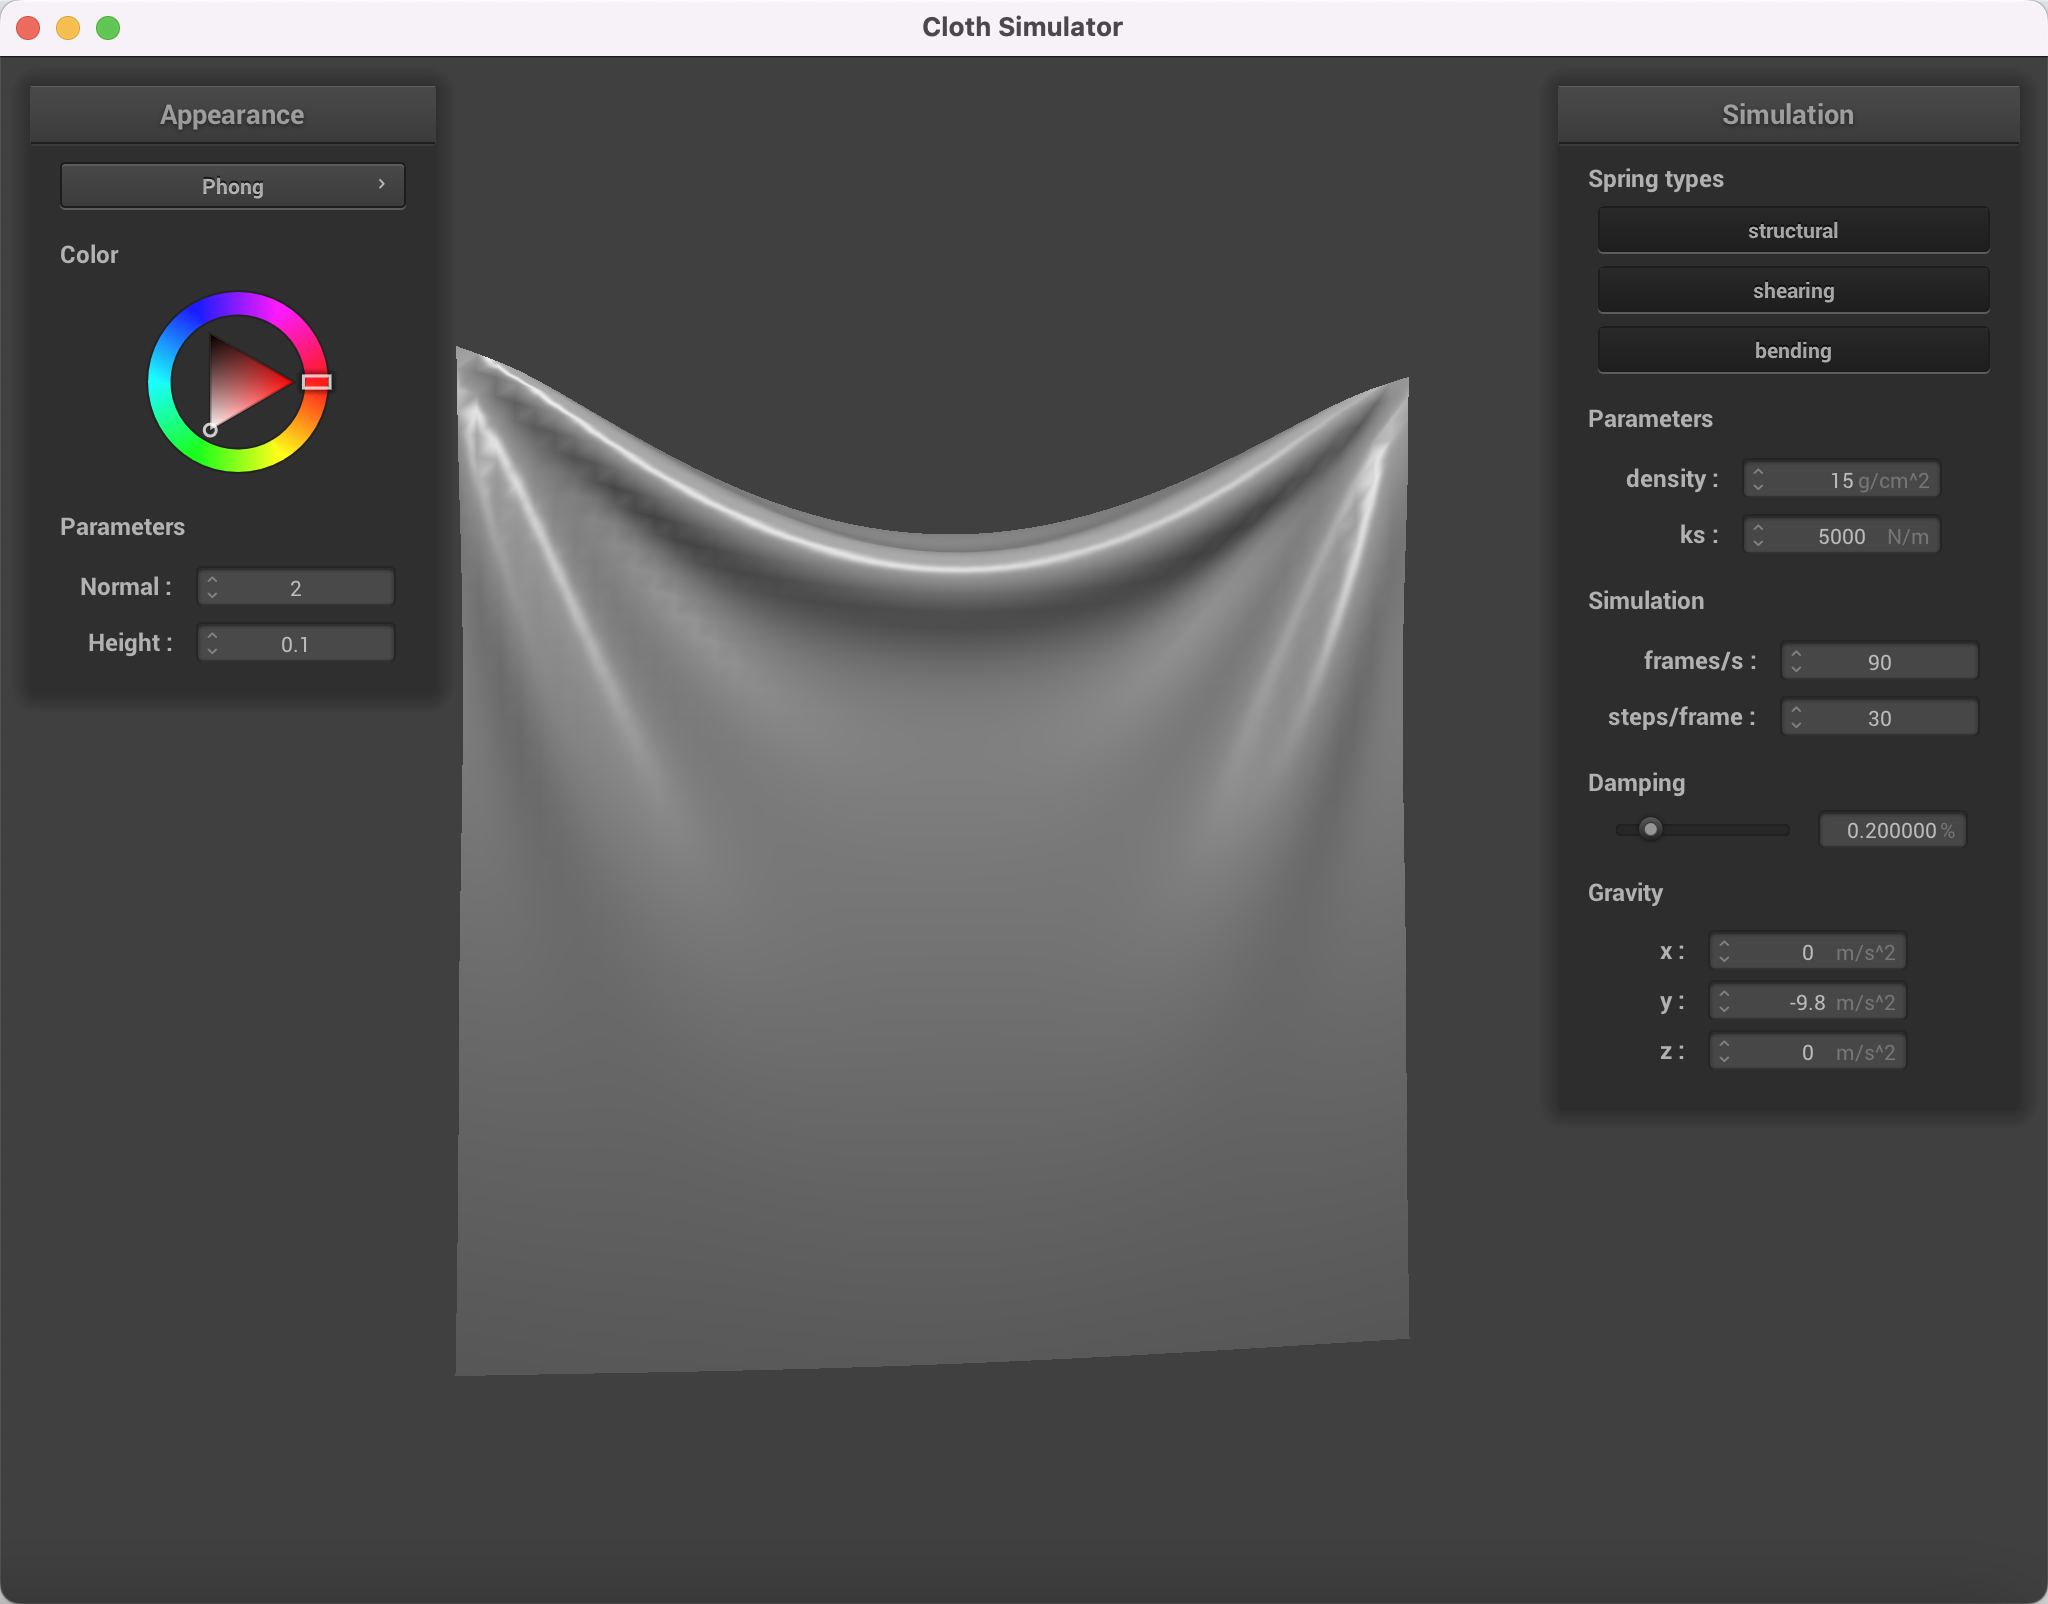 Cloth Simulator
Appearance
Phong
Color
Parameters
Normal : 2
Height : 0.1
Simulation
Spring types
structural
shearing
bending
Parameters
density : 15 g/cm^2
ks : 5000 N/m
Simulation
frames/s : 90
steps/frame : 30
Damping
0.200000 %
Gravity
x : 0 m/s^2
y : -9.8 m/s^2
z : 0 m/s^2